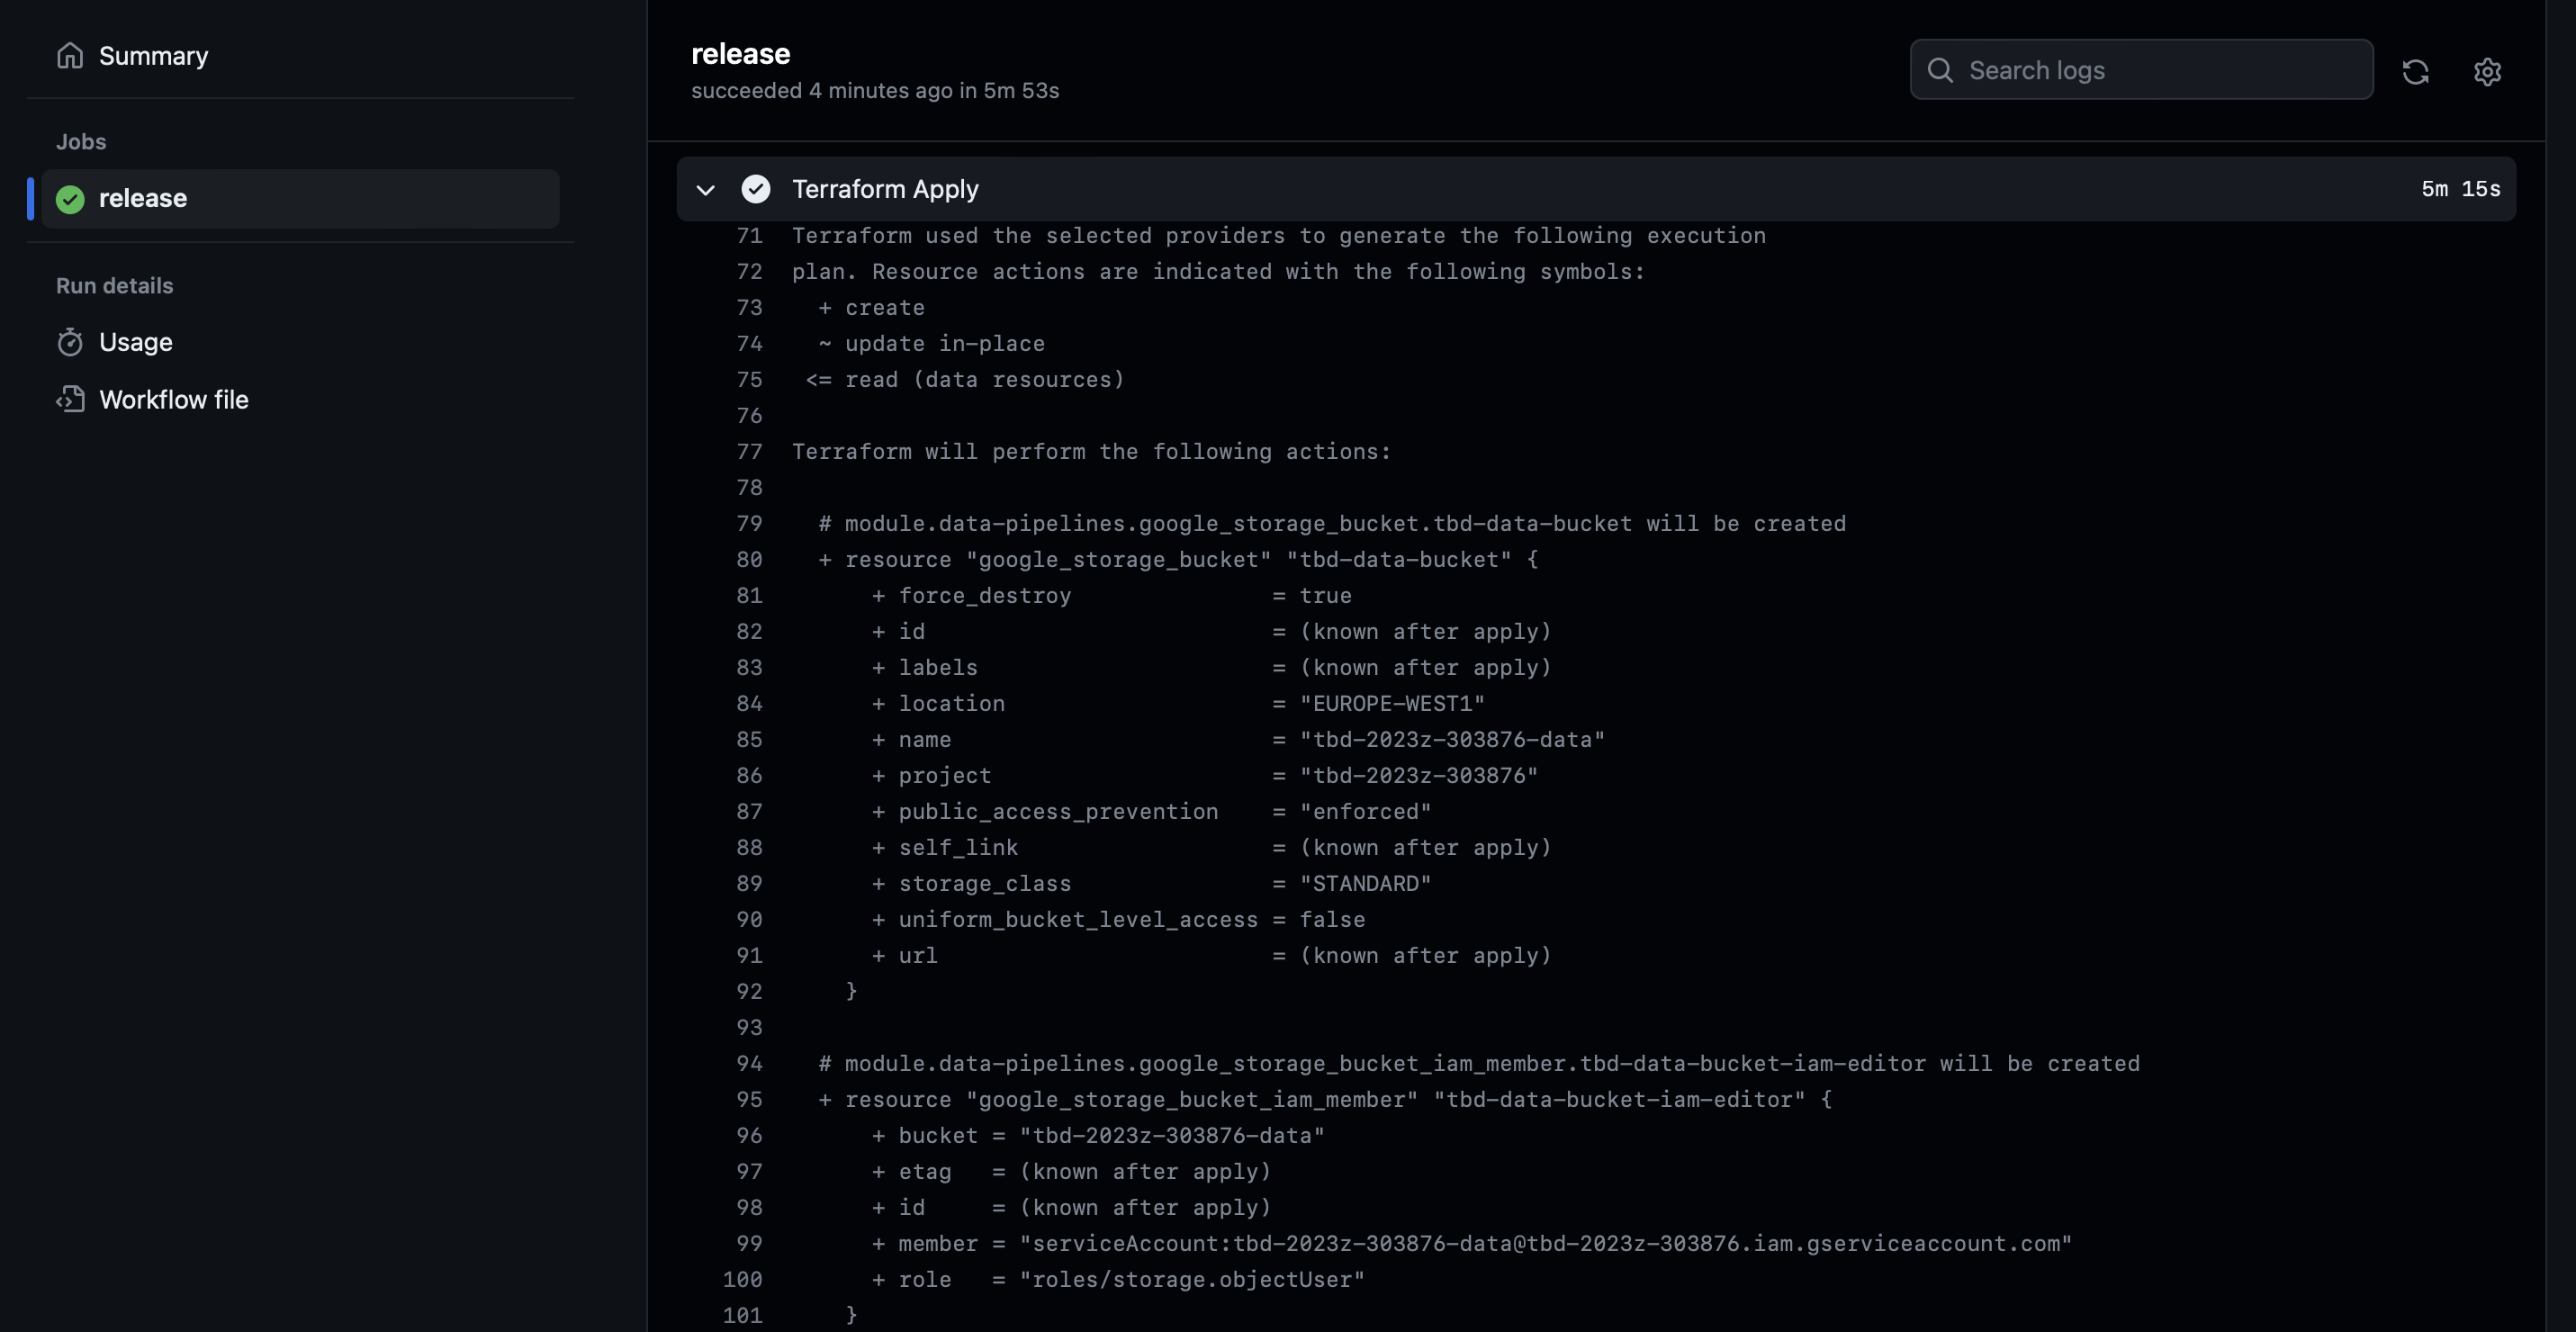 Summary
Jobs
release
Run details
Usage
Workflow file
release
succeeded 4 minutes ago in 5m 53s
Search logs
Terraform Apply 5m 15s
71 Terraform used the selected providers to generate the following execution
72 plan. Resource actions are indicated with the following symbols:
73   + create
74   ~ update in-place
75  <= read (data resources)
76
77 Terraform will perform the following actions:
78
79   # module.data-pipelines.google_storage_bucket.tbd-data-bucket will be created
80   + resource "google_storage_bucket" "tbd-data-bucket" {
81       + force_destroy               = true
82       + id                          = (known after apply)
83       + labels                      = (known after apply)
84       + location                    = "EUROPE-WEST1"
85       + name                        = "tbd-2023z-303876-data"
86       + project                     = "tbd-2023z-303876"
87       + public_access_prevention    = "enforced"
88       + self_link                   = (known after apply)
89       + storage_class               = "STANDARD"
90       + uniform_bucket_level_access = false
91       + url                         = (known after apply)
92     }
93
94   # module.data-pipelines.google_storage_bucket_iam_member.tbd-data-bucket-iam-editor will be created
95   + resource "google_storage_bucket_iam_member" "tbd-data-bucket-iam-editor" {
96       + bucket = "tbd-2023z-303876-data"
97       + etag   = (known after apply)
98       + id     = (known after apply)
99       + member = "serviceAccount:tbd-2023z-303876-data@tbd-2023z-303876.iam.gserviceaccount.com"
100       + role   = "roles/storage.objectUser"
101     }